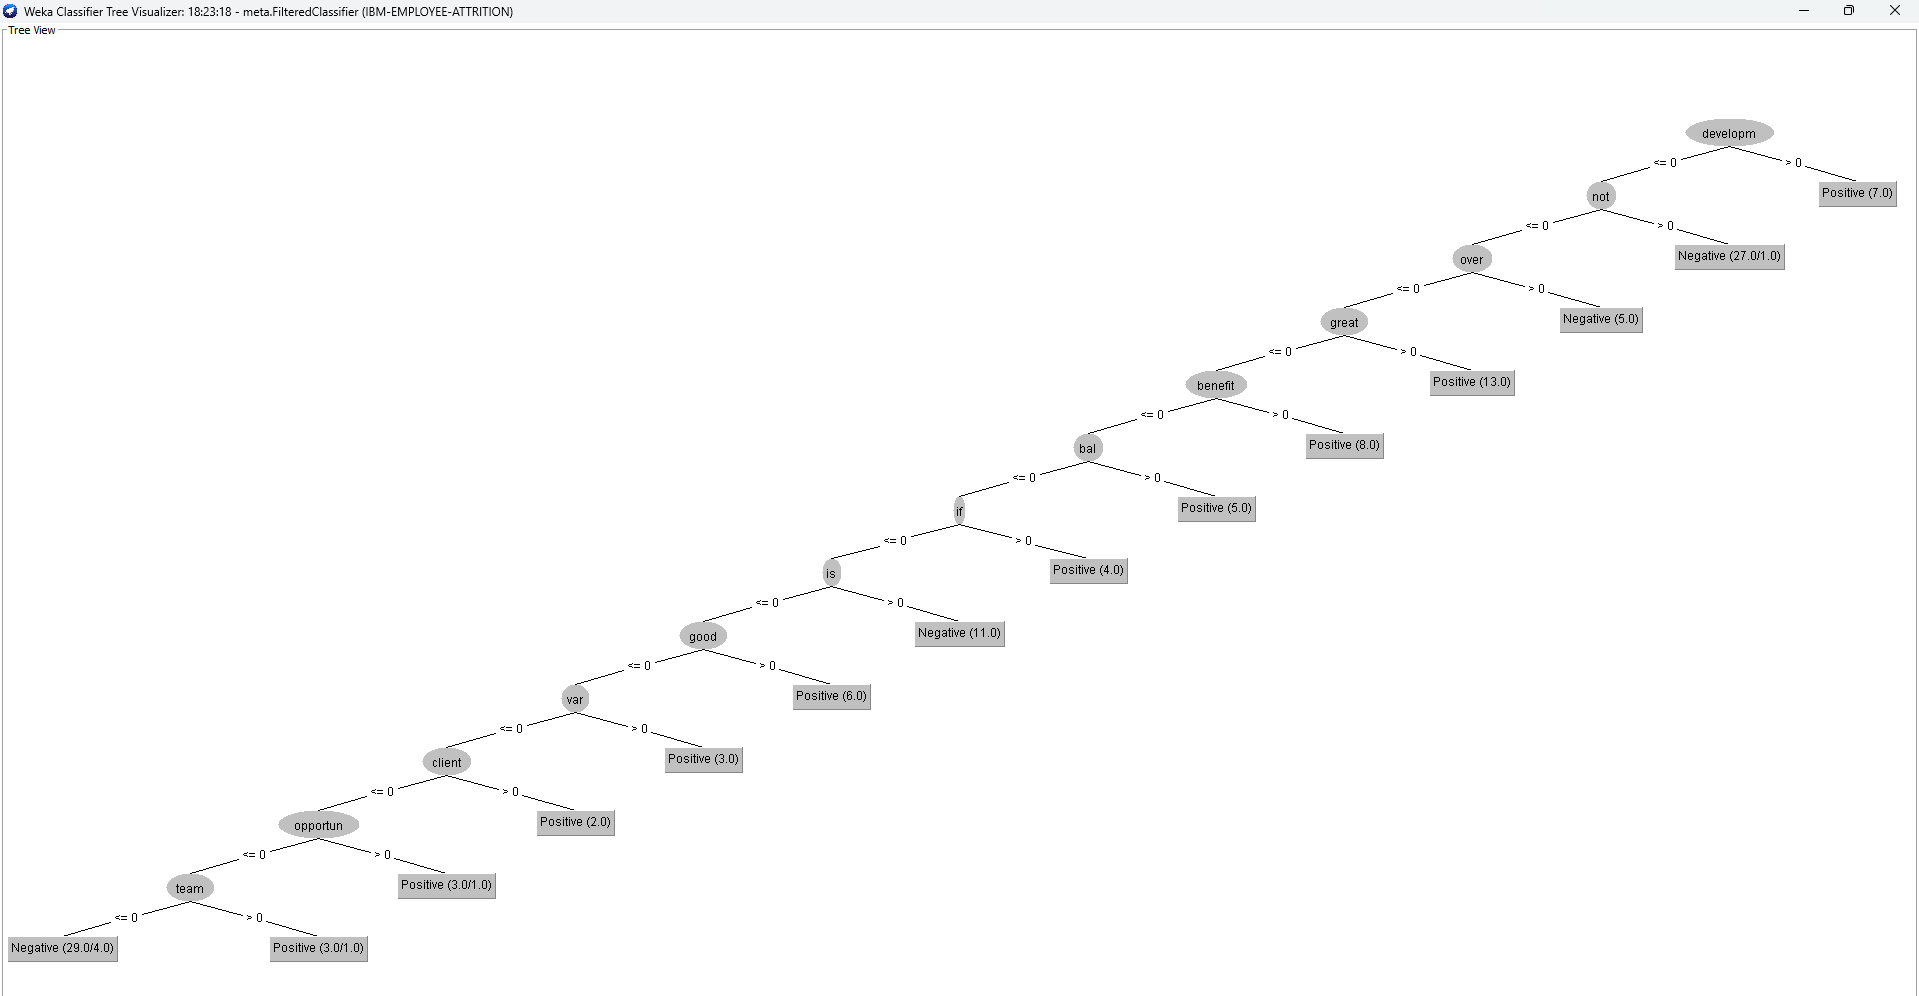 Weka Classifier Tree Visualizer: 18:23:18 - meta.FilteredClassifier (IBM-EMPLOYEE-ATTRITION)
Tree View
developm
<= 0
> 0
not
Positive (7.0)
<= 0
> 0
over
Negative (27.0/1.0)
<= 0
> 0
great
Negative (5.0)
<= 0
> 0
benefit
Positive (13.0)
<= 0
> 0
bal
Positive (8.0)
<= 0
> 0
if
Positive (5.0)
<= 0
> 0
is
Positive (4.0)
<= 0
> 0
good
Negative (11.0)
<= 0
> 0
var
Positive (6.0)
<= 0
> 0
client
Positive (3.0)
<= 0
> 0
opportun
Positive (2.0)
<= 0
> 0
team
Positive (3.0/1.0)
<= 0
> 0
Negative (29.0/4.0)
Positive (3.0/1.0)